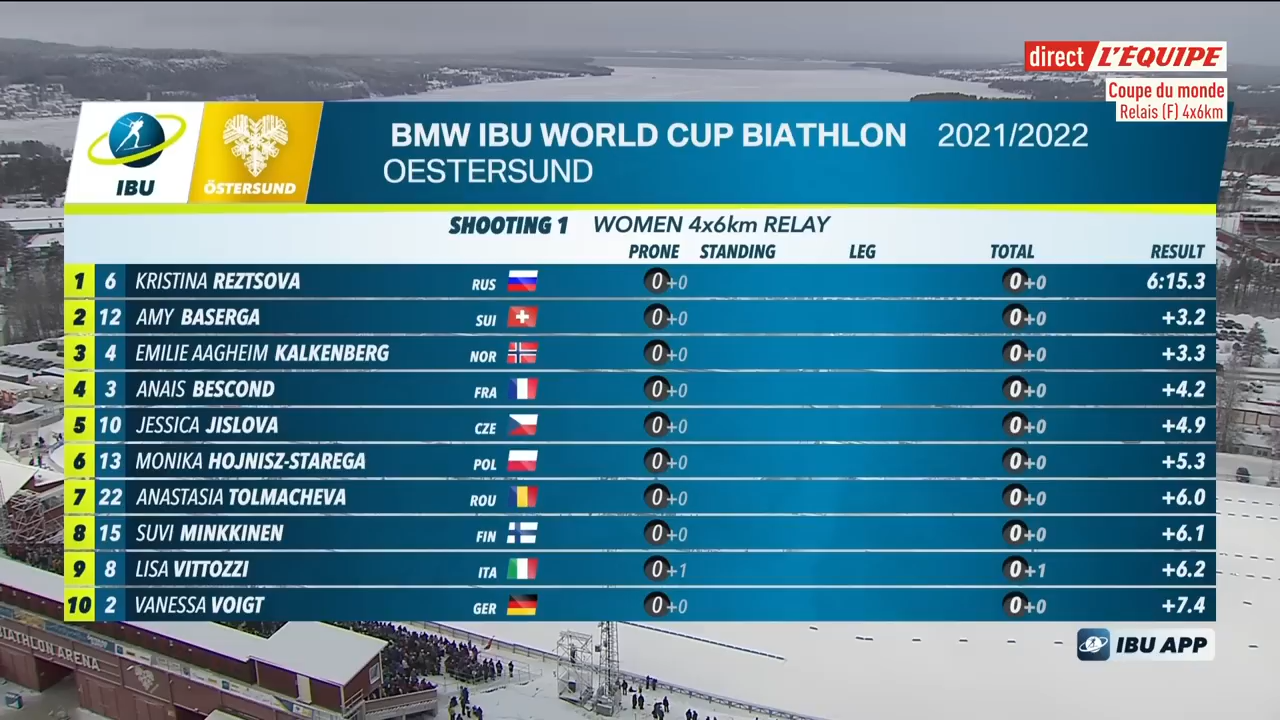 direct L'ÉQUIPE
Coupe du monde
Relais (F) 4x6km
IBU
ÖSTERSUND
BMW IBU WORLD CUP BIATHLON 2021/2022
OESTERSUND
SHOOTING 1 WOMEN 4x6km RELAY
PRONE STANDING LEG TOTAL RESULT
1 6 KRISTINA REZTSOVA RUS 0+0 0+0 6:15.3
2 12 AMY BASERGA SUI 0+0 0+0 +3.2
3 4 EMILIE AAGHEIM KALKENBERG NOR 0+0 0+0 +3.3
4 3 ANAIS BESCOND FRA 0+0 0+0 +4.2
5 10 JESSICA JISLOVA CZE 0+0 0+0 +4.9
6 13 MONIKA HOJNISZ-STAREGA POL 0+0 0+0 +5.3
7 22 ANASTASIA TOLMACHEVA ROU 0+0 0+0 +6.0
8 15 SUVI MINKKINEN FIN 0+0 0+0 +6.1
9 8 LISA VITTOZZI ITA 0+1 0+1 +6.2
10 2 VANESSA VOIGT GER 0+0 0+0 +7.4
BIATHLON ARENA
IBU APP